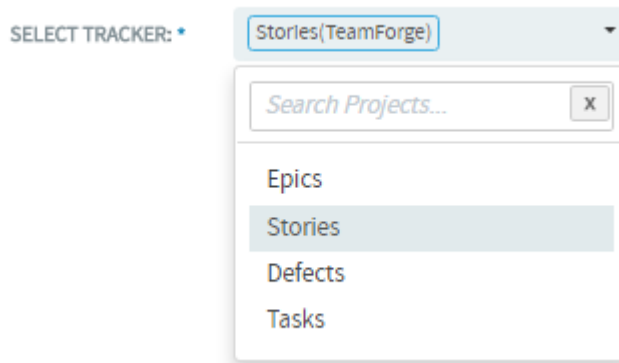 SELECT TRACKER: * Stories(TeamForge)
Search Projects... X
Epics
Stories
Defects
Tasks